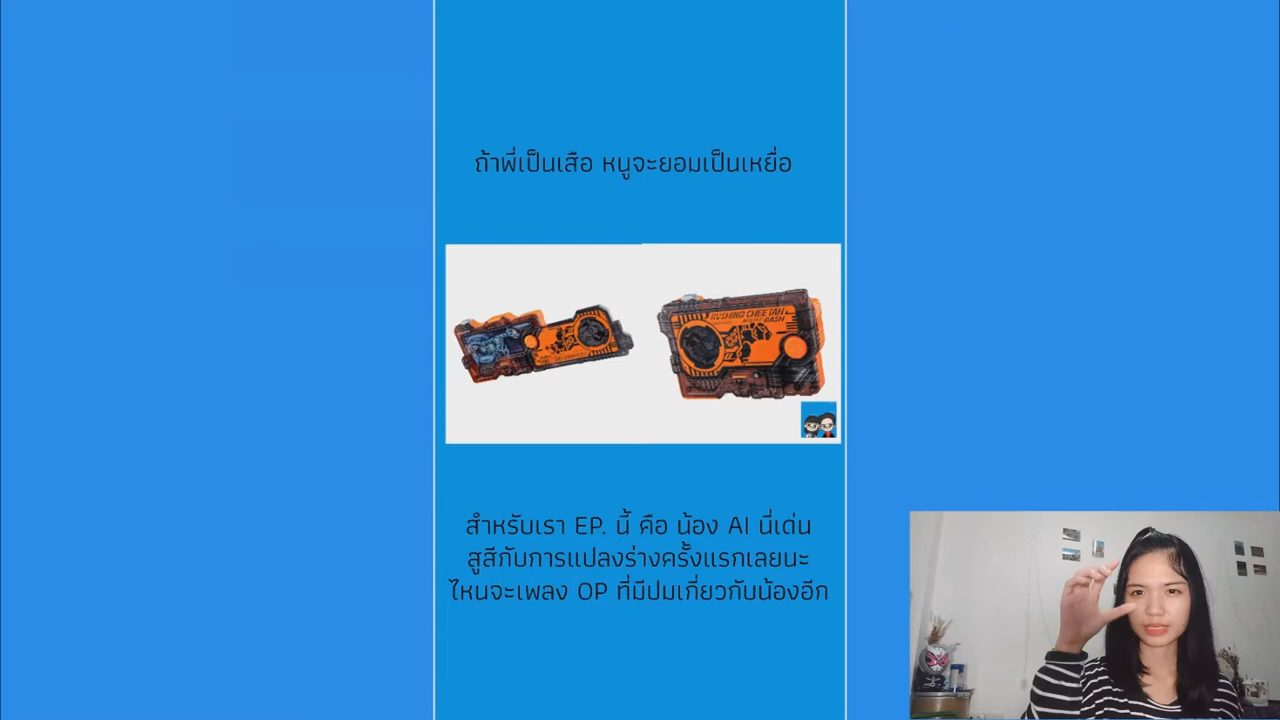 ถ้าพี่เป็นเสือ หนูจะยอมเป็นเหยื่อ
RUSHING CHEETAH
สำหรับเรา EP. นี้ คือ น้อง AI นี่เด่น
สูสีกับการแปลงร่างครั้งแรกเลยนะ
ไหนจะเพลง OP ที่มีปมเกี่ยวกับน้องอีก